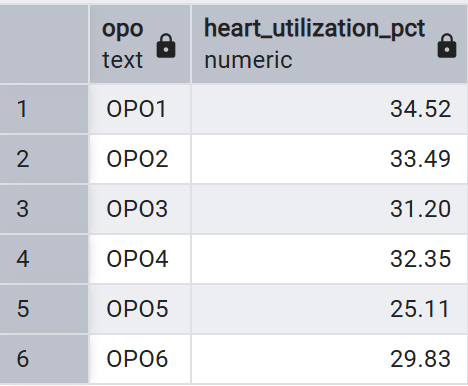 opo heart_utilization_pct
text numeric
1 OPO1 34.52
2 OPO2 33.49
3 OPO3 31.20
4 OPO4 32.35
5 OPO5 25.11
6 OPO6 29.83